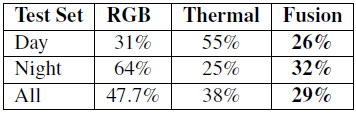 Test Set RGB Thermal Fusion
Day 31% 55% 26%
Night 64% 25% 32%
All 47.7% 38% 29%